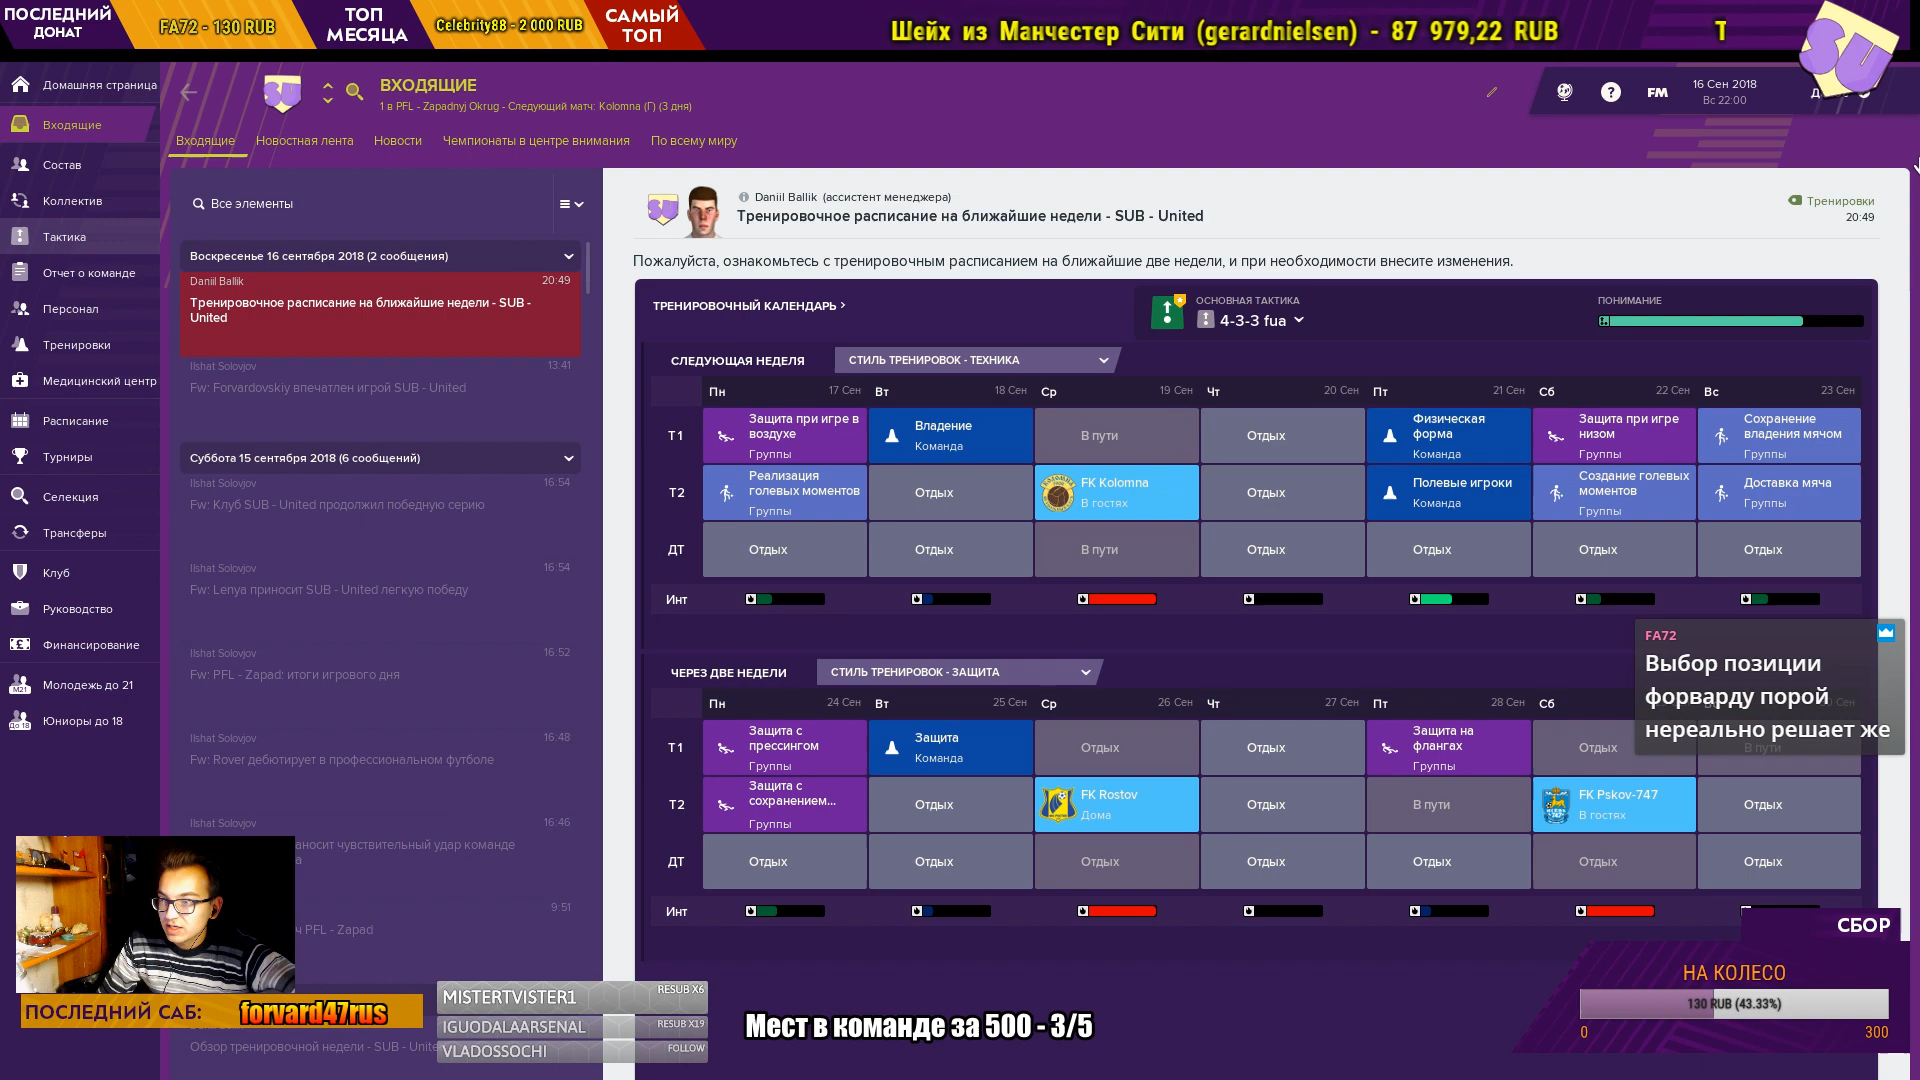 ПОСЛЕДНИЙ
ДОНАТ
FA72 - 130 RUB
ТОП
МЕСЯЦА
Celebrity88 - 2 000 RUB
САМЫЙ
ТОП
Шейх из Манчестер Сити (gerardnielsen) - 87 979,22 RUB
Т
SU
Домашняя страница
Входящие
Состав
Коллектив
Тактика
Отчет о команде
Персонал
Тренировки
Медицинский центр
Расписание
Турниры
Селекция
Трансферы
Клуб
Руководство
Финансирование
Молодежь до 21
Юниоры до 18
ВХОДЯЩИЕ
1 в PFL - Zapadnyj Okrug - Следующий матч: Kolomna (Г) (3 дня)
FM
16 Сен 2018
Вс 22:00
Входящие
Новостная лента
Новости
Чемпионаты в центре внимания
По всему миру
Все элементы
Воскресенье 16 сентября 2018 (2 сообщения)
Daniil Ballik 20:49
Тренировочное расписание на ближайшие недели - SUB -
United
Ilshat Solovjov 13:41
Fw: Forvardovskiy впечатлен игрой SUB - United
Суббота 15 сентября 2018 (6 сообщений)
Ilshat Solovjov 16:54
Fw: Клуб SUB - United продолжил победную серию
Ilshat Solovjov 16:54
Fw: Lenya приносит SUB - United легкую победу
Ilshat Solovjov 16:52
Fw: PFL - Zapad: итоги игрового дня
Ilshat Solovjov 16:48
Fw: Rover дебютирует в профессиональном футболе
Ilshat Solovjov 16:46
аносит чувствительный удар команде
а
9:51
ч PFL - Zapad
Обзор тренировочной недели - SUB - Unite
Daniil Ballik (ассистент менеджера)
Тренировочное расписание на ближайшие недели - SUB - United
Тренировки
20:49
Пожалуйста, ознакомьтесь с тренировочным расписанием на ближайшие две недели, и при необходимости внесите изменения.
ТРЕНИРОВОЧНЫЙ КАЛЕНДАРЬ >
ОСНОВНАЯ ТАКТИКА
4-3-3 fua
ПОНИМАНИЕ
СЛЕДУЮЩАЯ НЕДЕЛЯ
СТИЛЬ ТРЕНИРОВОК - ТЕХНИКА
Пн 17 Сен Вт 18 Сен Ср 19 Сен Чт 20 Сен Пт 21 Сен Сб 22 Сен Вс 23 Сен
Т1
Защита при игре в воздухе Группы
Владение Команда
В пути
Отдых
Физическая форма Команда
Защита при игре низом Группы
Сохранение владения мячом Группы
Т2
Реализация голевых моментов Группы
Отдых
FK Kolomna В гостях
Отдых
Полевые игроки Команда
Создание голевых моментов Группы
Доставка мяча Группы
ДТ
Отдых
Отдых
В пути
Отдых
Отдых
Отдых
Отдых
Инт
ЧЕРЕЗ ДВЕ НЕДЕЛИ
СТИЛЬ ТРЕНИРОВОК - ЗАЩИТА
Пн 24 Сен Вт 25 Сен Ср 26 Сен Чт 27 Сен Пт 28 Сен Сб
Т1
Защита с прессингом Группы
Защита Команда
Отдых
Отдых
Защита на флангах Группы
Отдых
В пути
Т2
Защита с сохранением... Группы
Отдых
FK Rostov Дома
Отдых
В пути
FK Pskov-747 В гостях
Отдых
ДТ
Отдых
Отдых
Отдых
Отдых
Отдых
Отдых
Отдых
Инт
FA72
Выбор позиции
форварду порой
нереально решает же
ПОСЛЕДНИЙ САБ: forvard47rus
MISTERTVISTER1 RESUB X6
IGUODALAARSENAL RESUB X19
VLADOSSOCHI FOLLOW
Мест в команде за 500 - 3/5
СБОР
НА КОЛЕСО
130 RUB (43.33%)
0 300